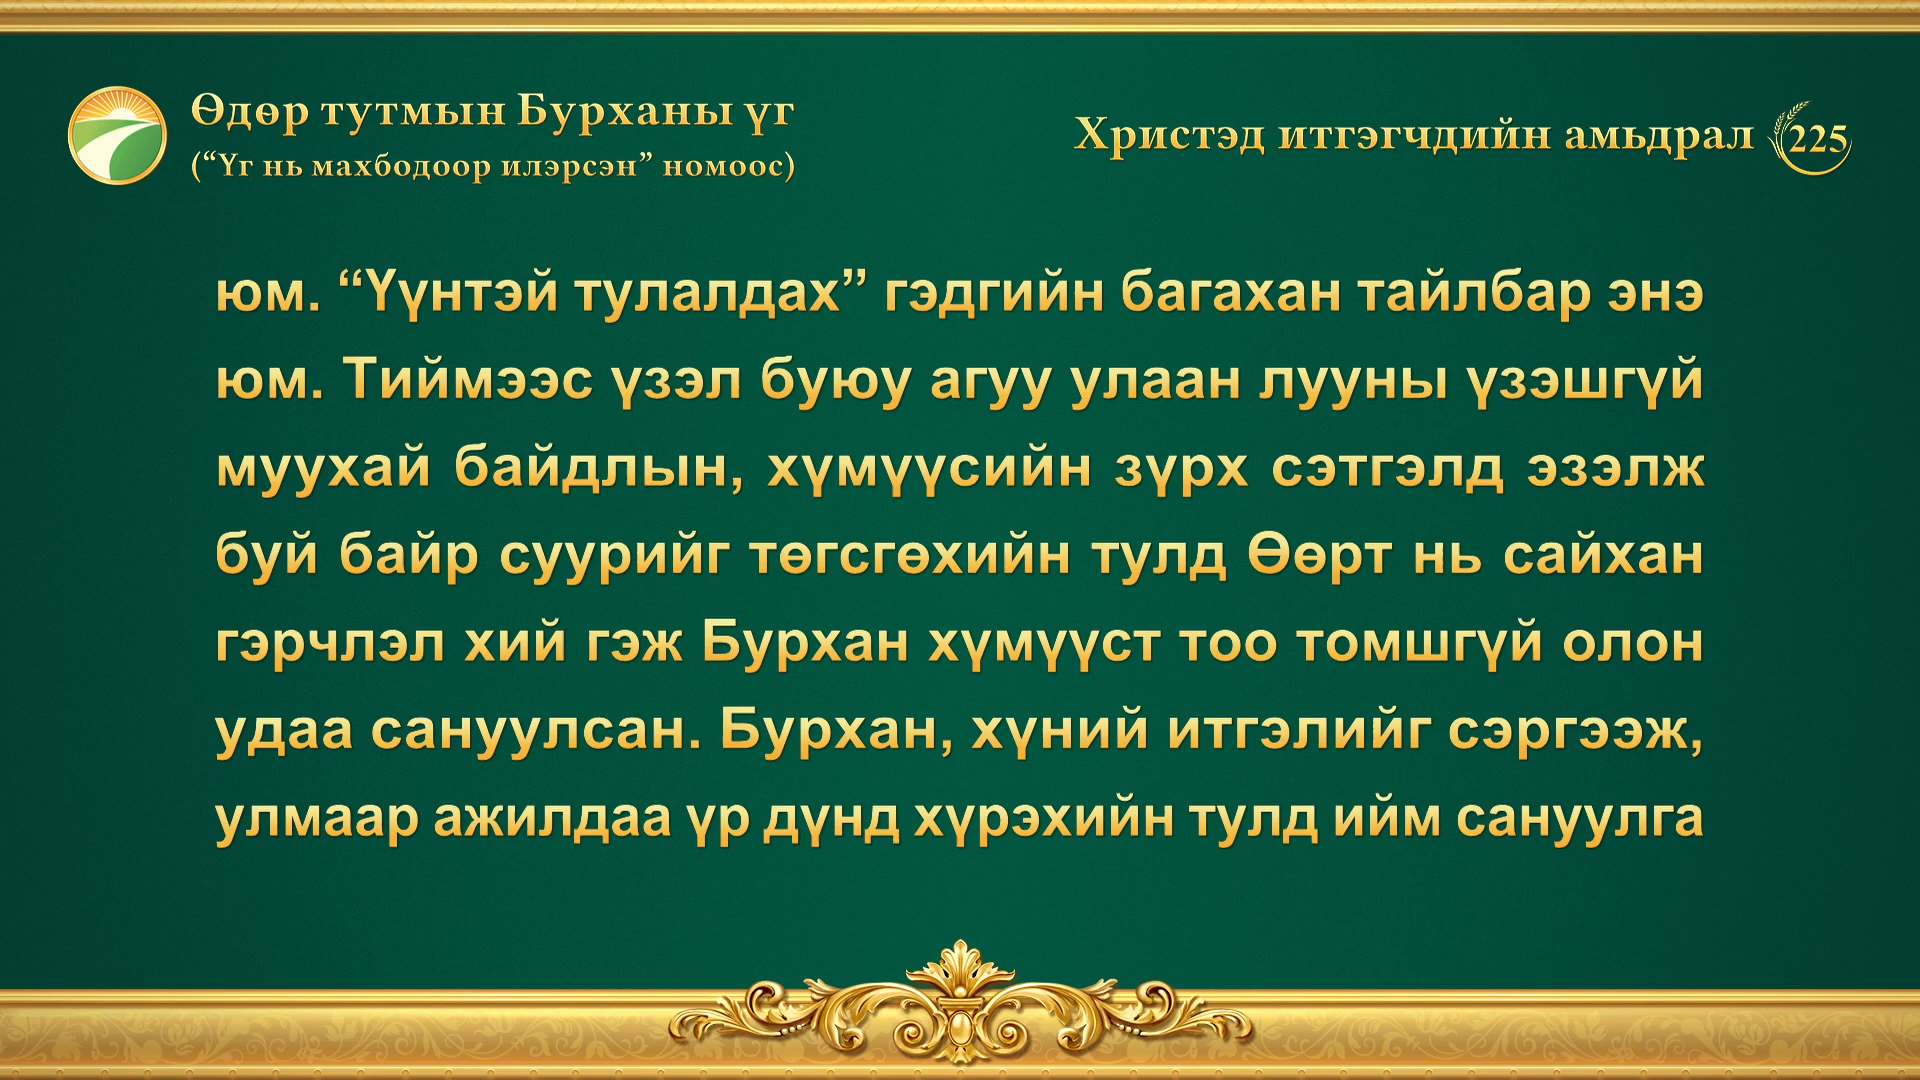 Өдөр тутмын Бурханы үг
(“Үг нь махбодоор илэрсэн” номоос)
Христэд итгэгчдийн амьдрал 225
юм. “Үүнтэй тулалдах” гэдгийн багахан тайлбар энэ
юм. Тиймээс үзэл буюу агуу улаан лууны үзэшгүй
муухай байдлын, хүмүүсийн зүрх сэтгэлд эзэлж
буй байр суурийг төгсгөхийн тулд Өөрт нь сайхан
гэрчлэл хий гэж Бурхан хүмүүст тоо томшгүй олон
удаа сануулсан. Бурхан, хүний итгэлийг сэргээж,
улмаар ажилдаа үр дүнд хүрэхийн тулд ийм сануулга